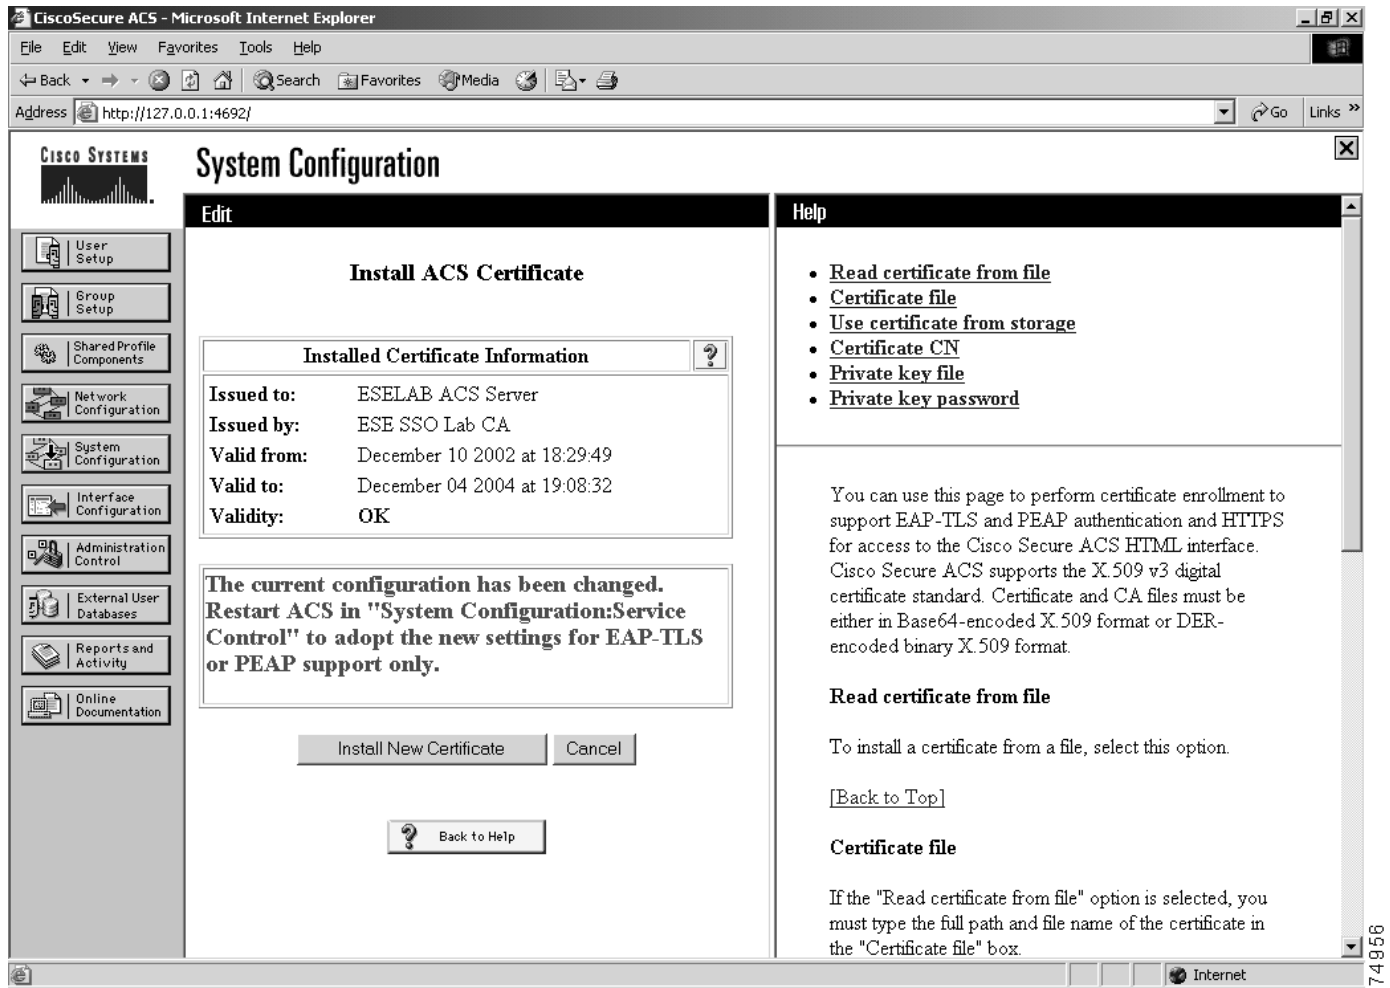 CiscoSecure ACS - Microsoft Internet Explorer
File Edit View Favorites Tools Help
Back Search Favorites Media
Address http://127.0.0.1:4692/ Go Links »
CISCO SYSTEMS
System Configuration
Edit
User
Setup
Group
Setup
Shared Profile
Components
Network
Configuration
System
Configuration
Interface
Configuration
Administration
Control
External User
Databases
Reports and
Activity
Online
Documentation
Install ACS Certificate
Installed Certificate Information ?
Issued to: ESELAB ACS Server
Issued by: ESE SSO Lab CA
Valid from: December 10 2002 at 18:29:49
Valid to: December 04 2004 at 19:08:32
Validity: OK
The current configuration has been changed.
Restart ACS in "System Configuration:Service
Control" to adopt the new settings for EAP-TLS
or PEAP support only.
Install New Certificate Cancel
? Back to Help
Help
• Read certificate from file
• Certificate file
• Use certificate from storage
• Certificate CN
• Private key file
• Private key password
You can use this page to perform certificate enrollment to
support EAP-TLS and PEAP authentication and HTTPS
for access to the Cisco Secure ACS HTML interface.
Cisco Secure ACS supports the X.509 v3 digital
certificate standard. Certificate and CA files must be
either in Base64-encoded X.509 format or DER-
encoded binary X.509 format.
Read certificate from file
To install a certificate from a file, select this option.
[Back to Top]
Certificate file
If the "Read certificate from file" option is selected, you
must type the full path and file name of the certificate in
the "Certificate file" box.
Internet
74956